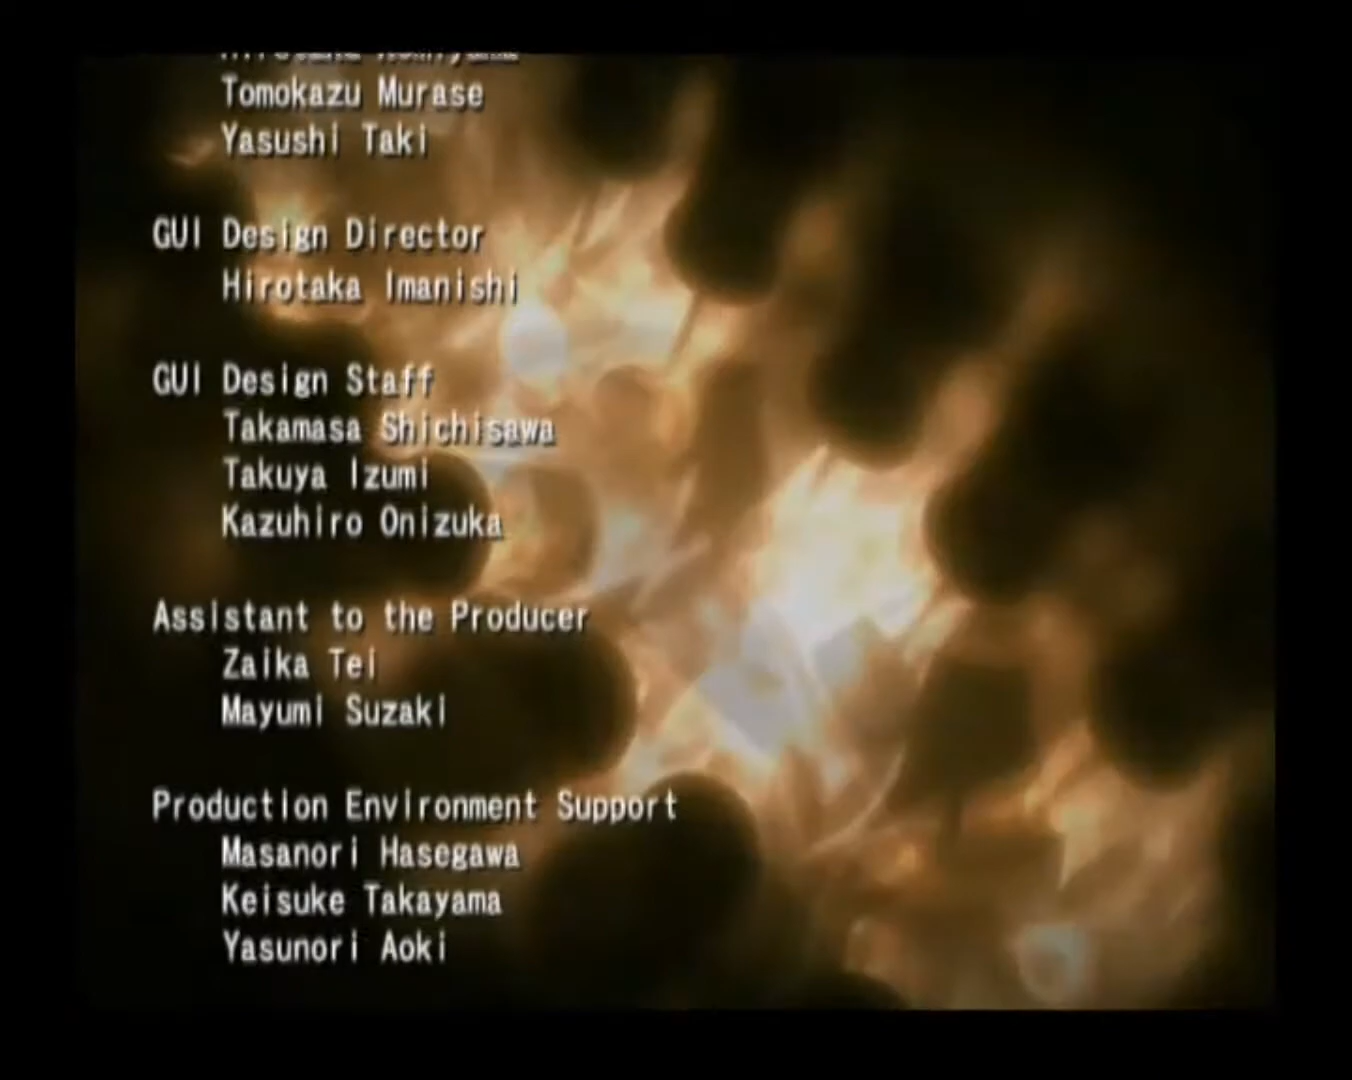 Tomokazu Murase
Yasushi Taki
GUI Design Director
Hirotaka Imanishi
GUI Design Staff
Takamasa Shichisawa
Takuya Izumi
Kazuhiro Onizuka
Assistant to the Producer
Zaika Tei
Mayumi Suzaki
Production Environment Support
Masanori Hasegawa
Keisuke Takayama
Yasunori Aoki